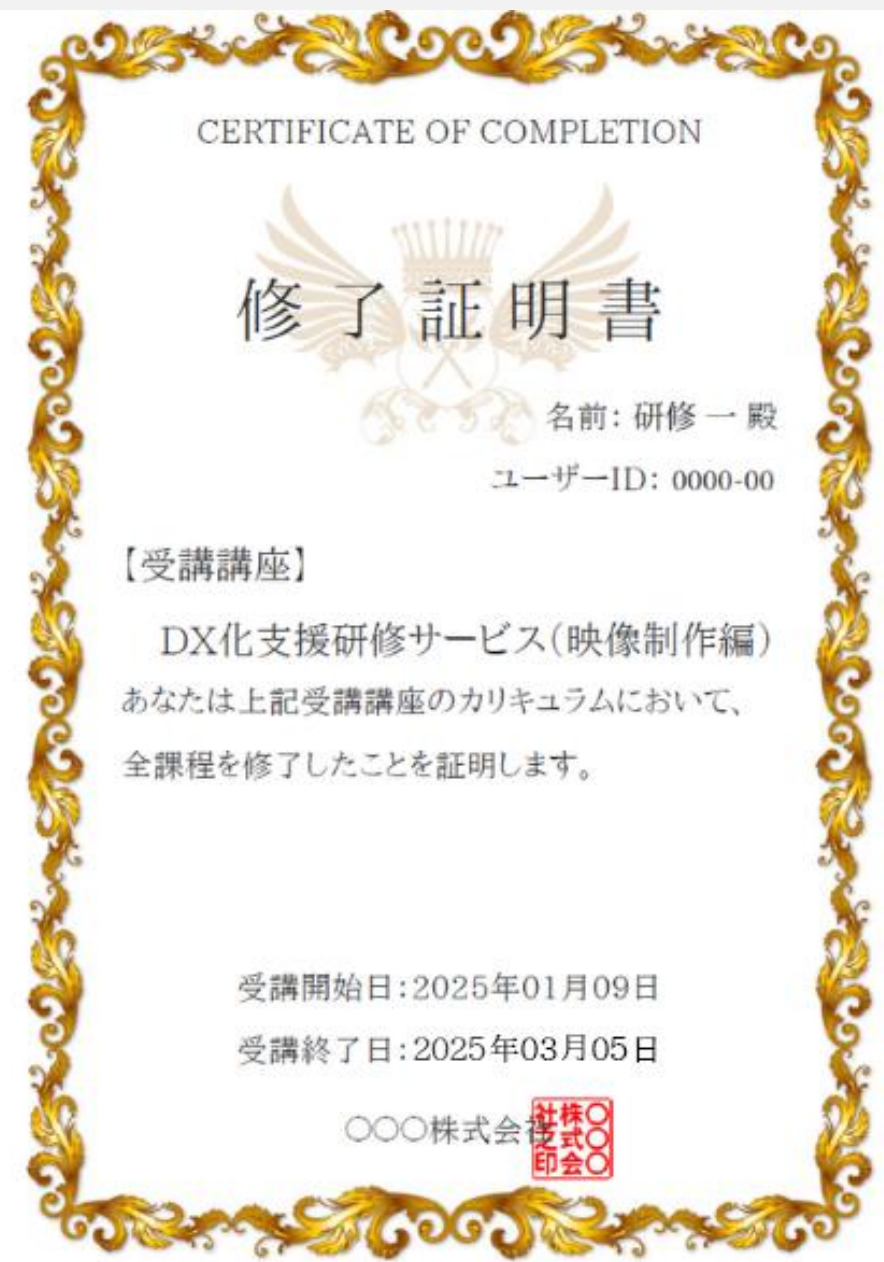 CERTIFICATE OF COMPLETION
修了証明書
名前: 研修 一 殿
ユーザーID: 0000-00
【受講講座】
DX化支援研修サービス(映像制作編)
あなたは上記受講講座のカリキュラムにおいて、
全課程を修了したことを証明します。
受講開始日:2025年01月09日
受講終了日:2025年03月05日
〇〇〇株式会社
〇〇〇
株式会
社之印